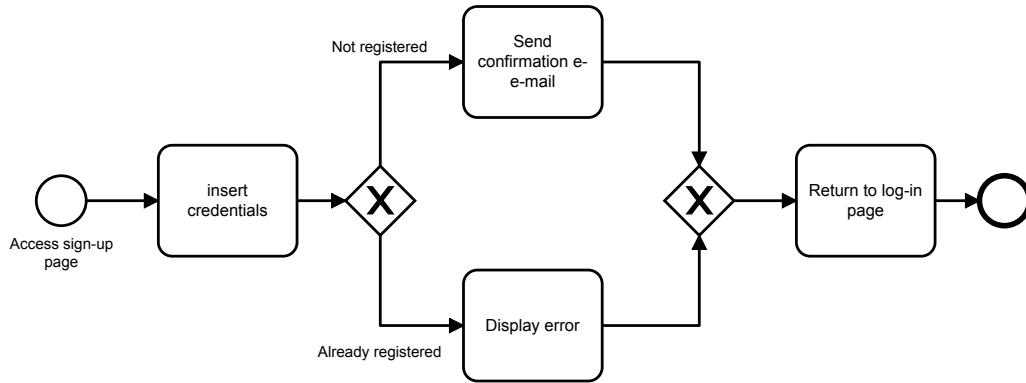 Not registered
Send
confirmation e-
e-mail
insert
credentials
X
X
Return to log-in
page
Access sign-up
page
Display error
Already registered